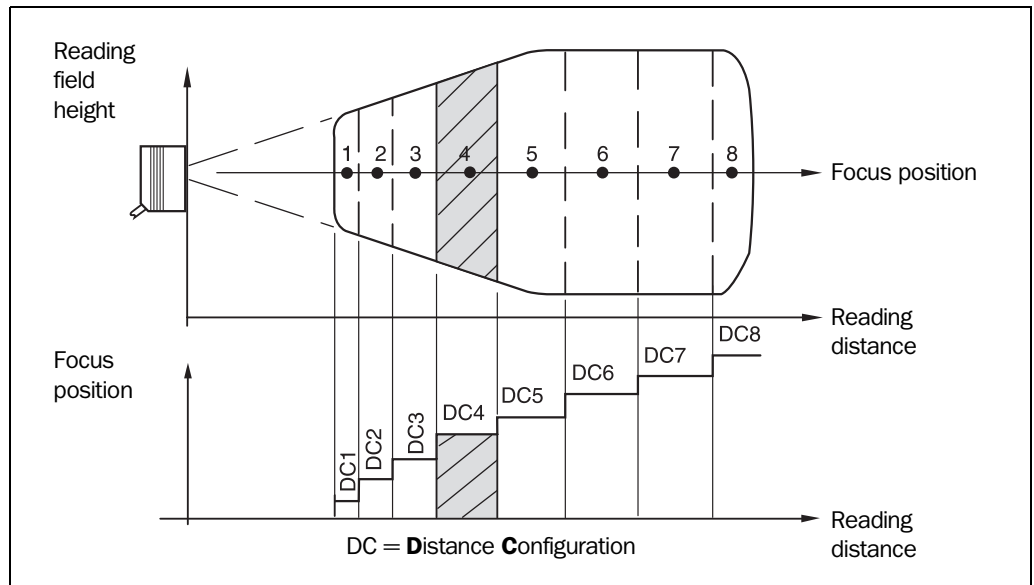 Reading
field
height
1
2
3
4
5
6
7
8
Focus position
Reading
distance
Focus
position
DC1
DC2
DC3
DC4
DC5
DC6
DC7
DC8
Reading
distance
DC = Distance Configuration